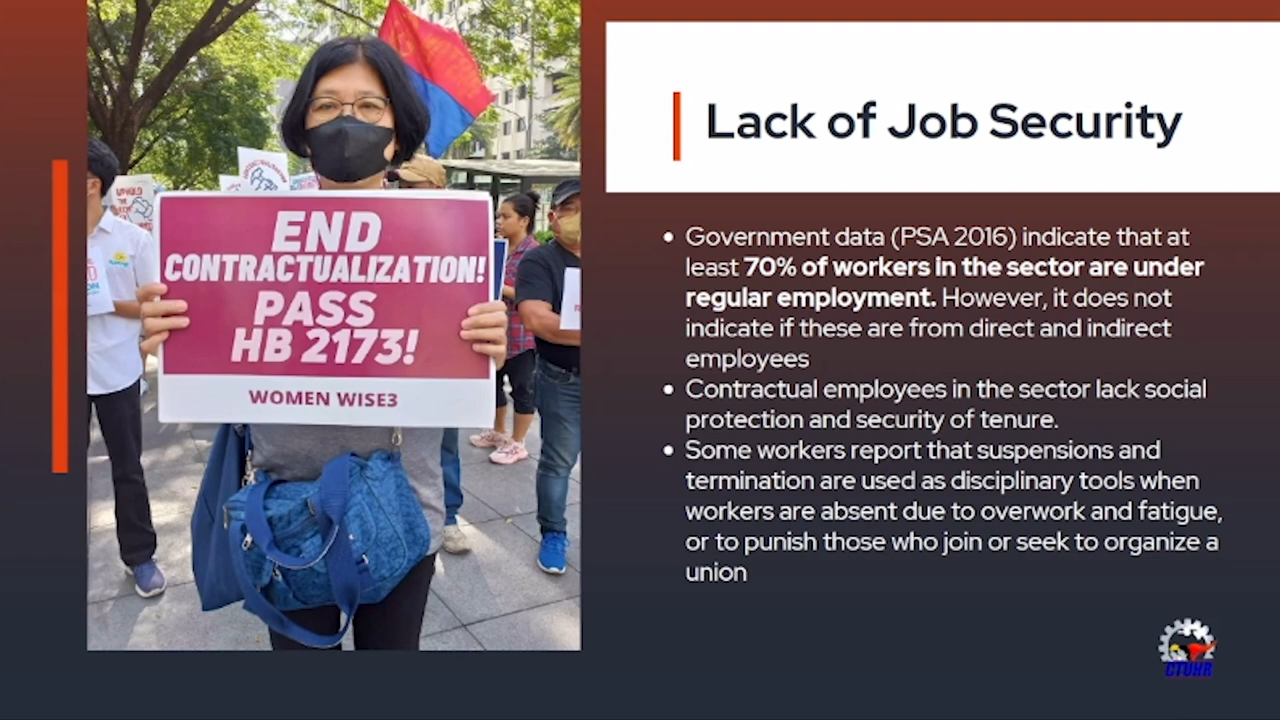 Lack of Job Security
END
CONTRACTUALIZATION!
PASS
HB 2173!
WOMEN WISE3
UPHOLD
• Government data (PSA 2016) indicate that at
least 70% of workers in the sector are under
regular employment. However, it does not
indicate if these are from direct and indirect
employees
• Contractual employees in the sector lack social
protection and security of tenure.
• Some workers report that suspensions and
termination are used as disciplinary tools when
workers are absent due to overwork and fatigue,
or to punish those who join or seek to organize a
union
CTUHR